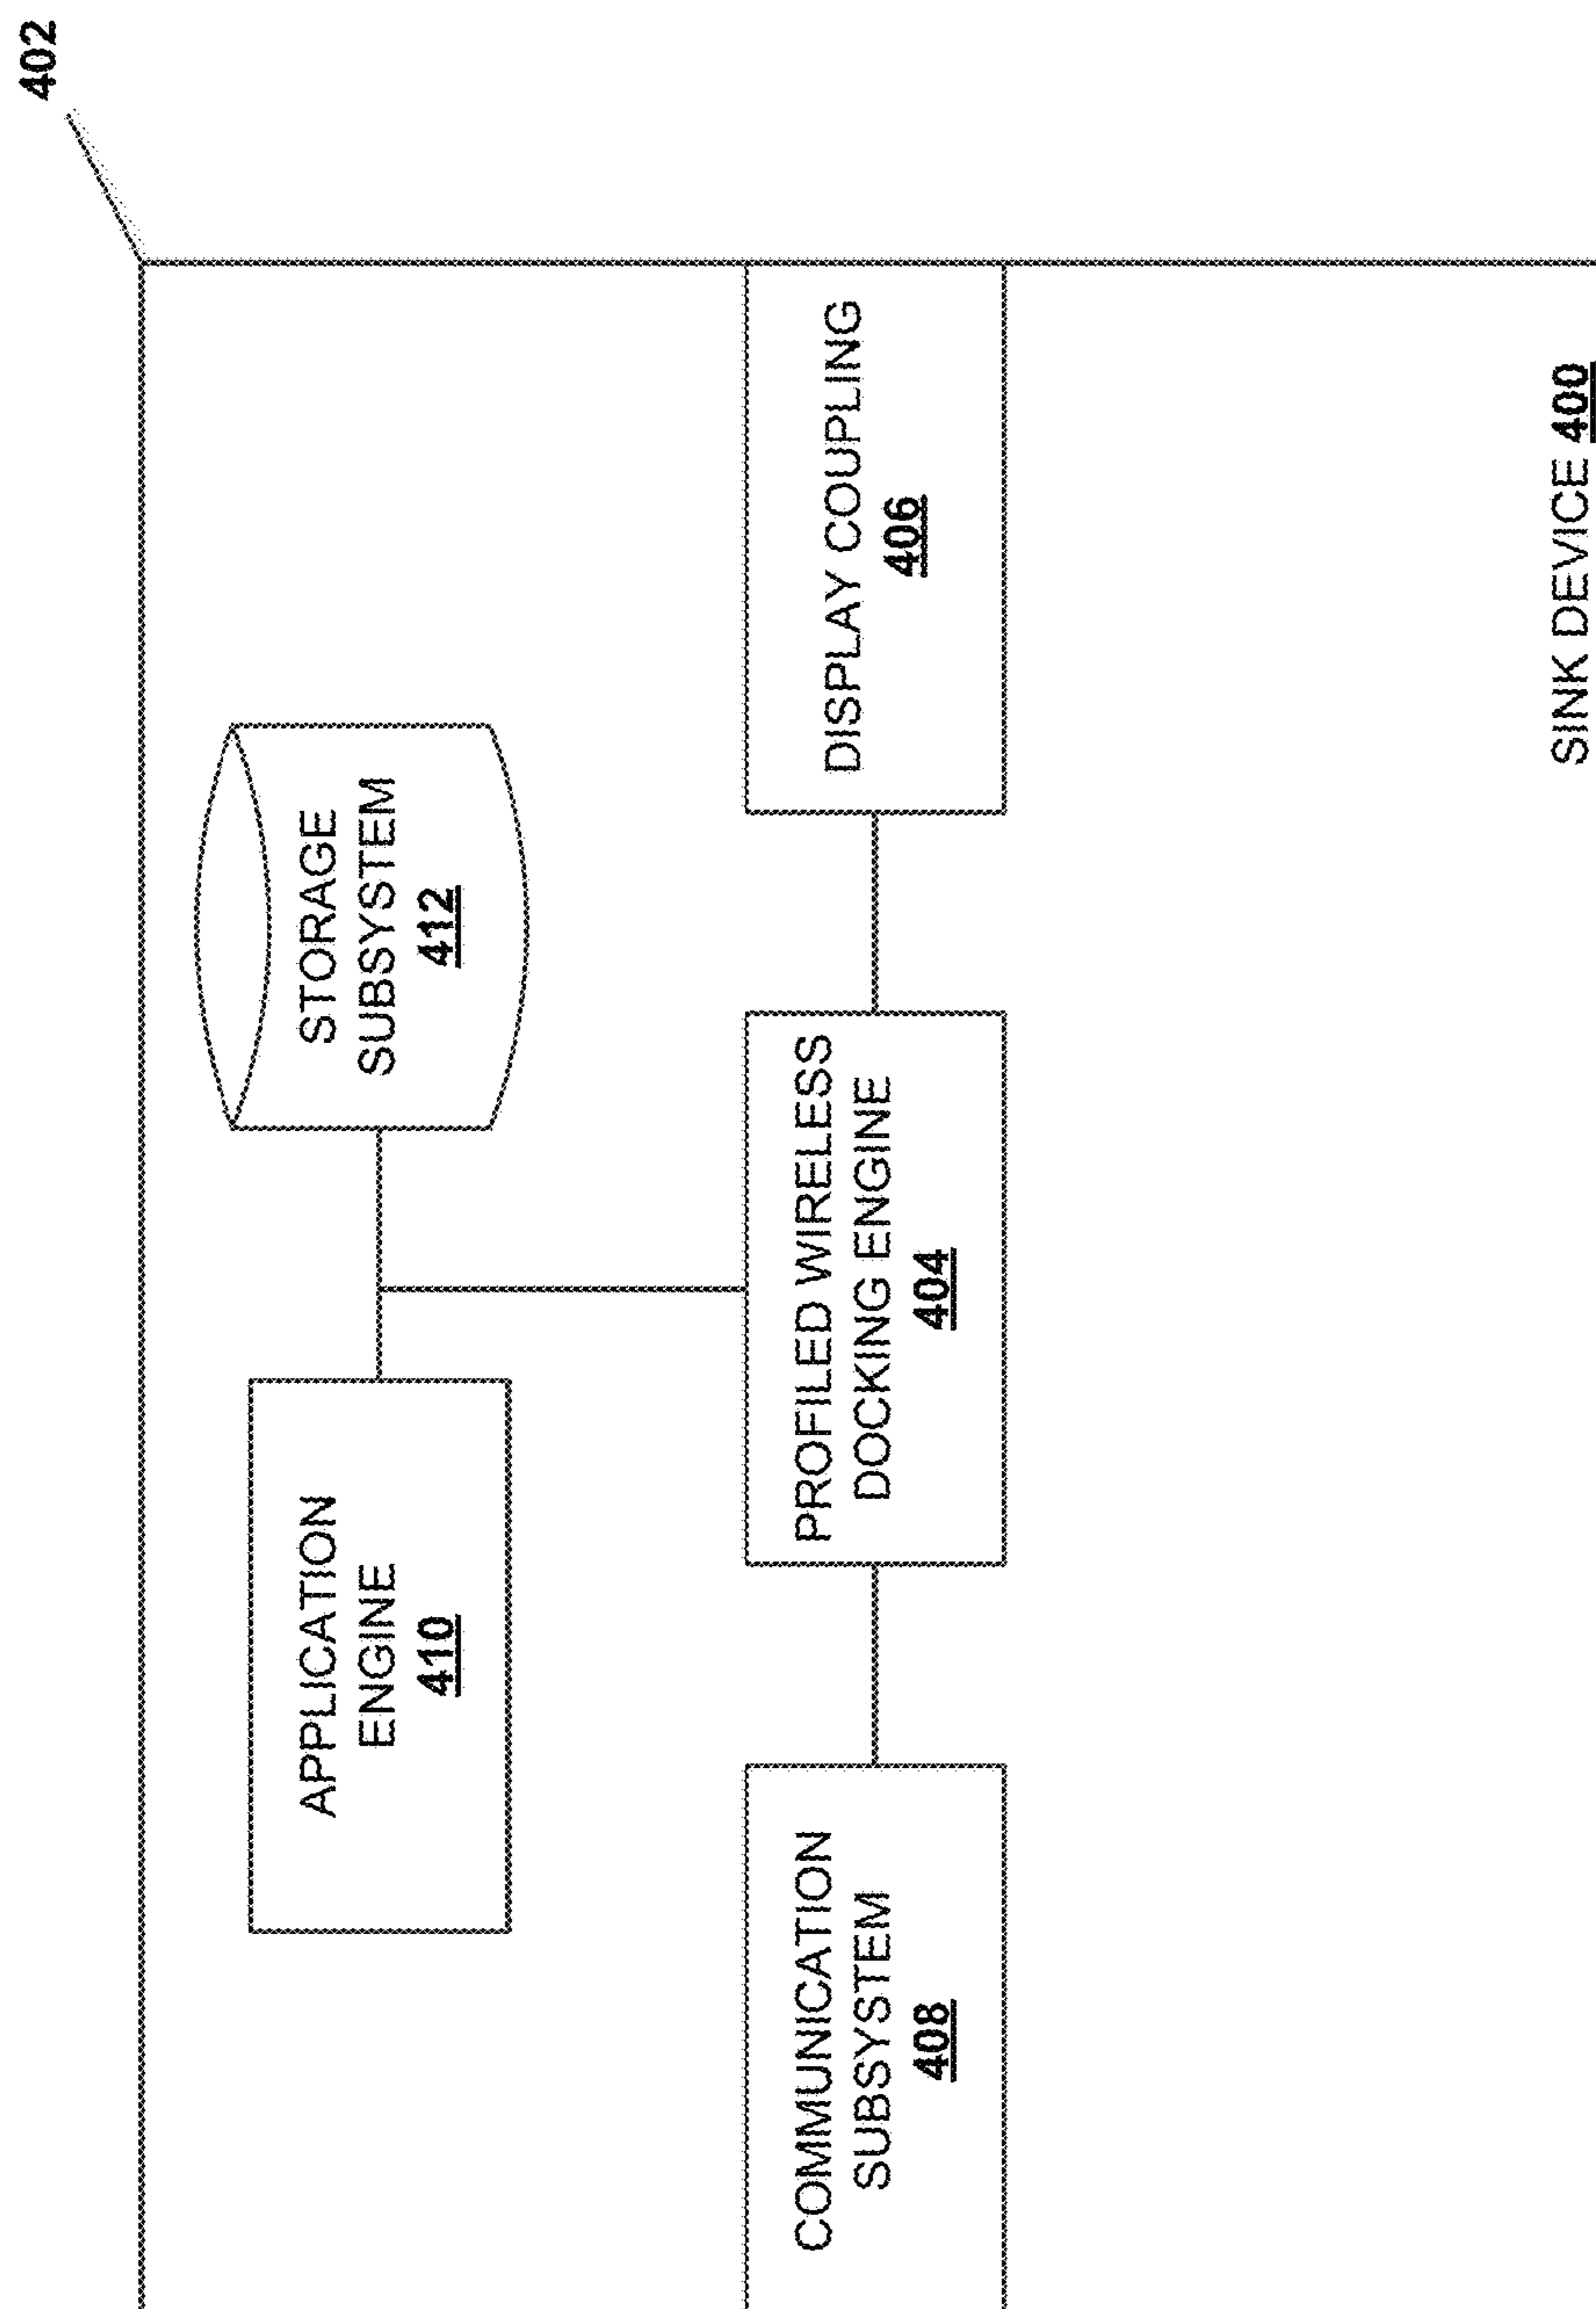 402
APPLICATION
ENGINE
410
STORAGE
SUBSYSTEM
412
COMMUNICATION
SUBSYSTEM
408
PROFILED WIRELESS
DOCKING ENGINE
404
DISPLAY COUPLING
406
SINK DEVICE 400